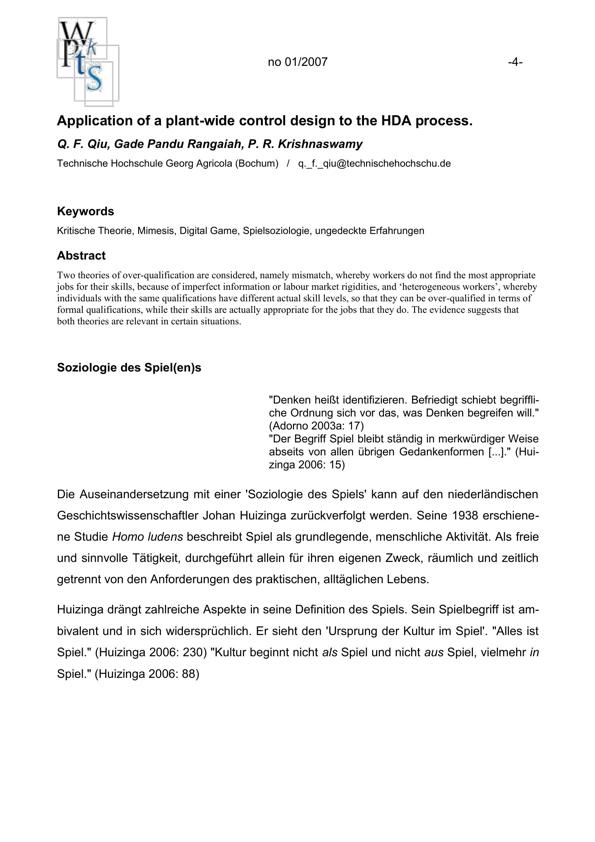 W
P k
t
S
no 01/2007 -4-
Application of a plant-wide control design to the HDA process.
Q. F. Qiu, Gade Pandu Rangaiah, P. R. Krishnaswamy
Technische Hochschule Georg Agricola (Bochum) / q._f._qiu@technischehochschu.de
Keywords
Kritische Theorie, Mimesis, Digital Game, Spielsoziologie, ungedeckte Erfahrungen
Abstract
Two theories of over-qualification are considered, namely mismatch, whereby workers do not find the most appropriate
jobs for their skills, because of imperfect information or labour market rigidities, and ‘heterogeneous workers’, whereby
individuals with the same qualifications have different actual skill levels, so that they can be over-qualified in terms of
formal qualifications, while their skills are actually appropriate for the jobs that they do. The evidence suggests that
both theories are relevant in certain situations.
Soziologie des Spiel(en)s
"Denken heißt identifizieren. Befriedigt schiebt begriffli-
che Ordnung sich vor das, was Denken begreifen will."
(Adorno 2003a: 17)
"Der Begriff Spiel bleibt ständig in merkwürdiger Weise
abseits von allen übrigen Gedankenformen [...]." (Hui-
zinga 2006: 15)
Die Auseinandersetzung mit einer 'Soziologie des Spiels' kann auf den niederländischen
Geschichtswissenschaftler Johan Huizinga zurückverfolgt werden. Seine 1938 erschiene-
ne Studie Homo ludens beschreibt Spiel als grundlegende, menschliche Aktivität. Als freie
und sinnvolle Tätigkeit, durchgeführt allein für ihren eigenen Zweck, räumlich und zeitlich
getrennt von den Anforderungen des praktischen, alltäglichen Lebens.
Huizinga drängt zahlreiche Aspekte in seine Definition des Spiels. Sein Spielbegriff ist am-
bivalent und in sich widersprüchlich. Er sieht den 'Ursprung der Kultur im Spiel'. "Alles ist
Spiel." (Huizinga 2006: 230) "Kultur beginnt nicht als Spiel und nicht aus Spiel, vielmehr in
Spiel." (Huizinga 2006: 88)